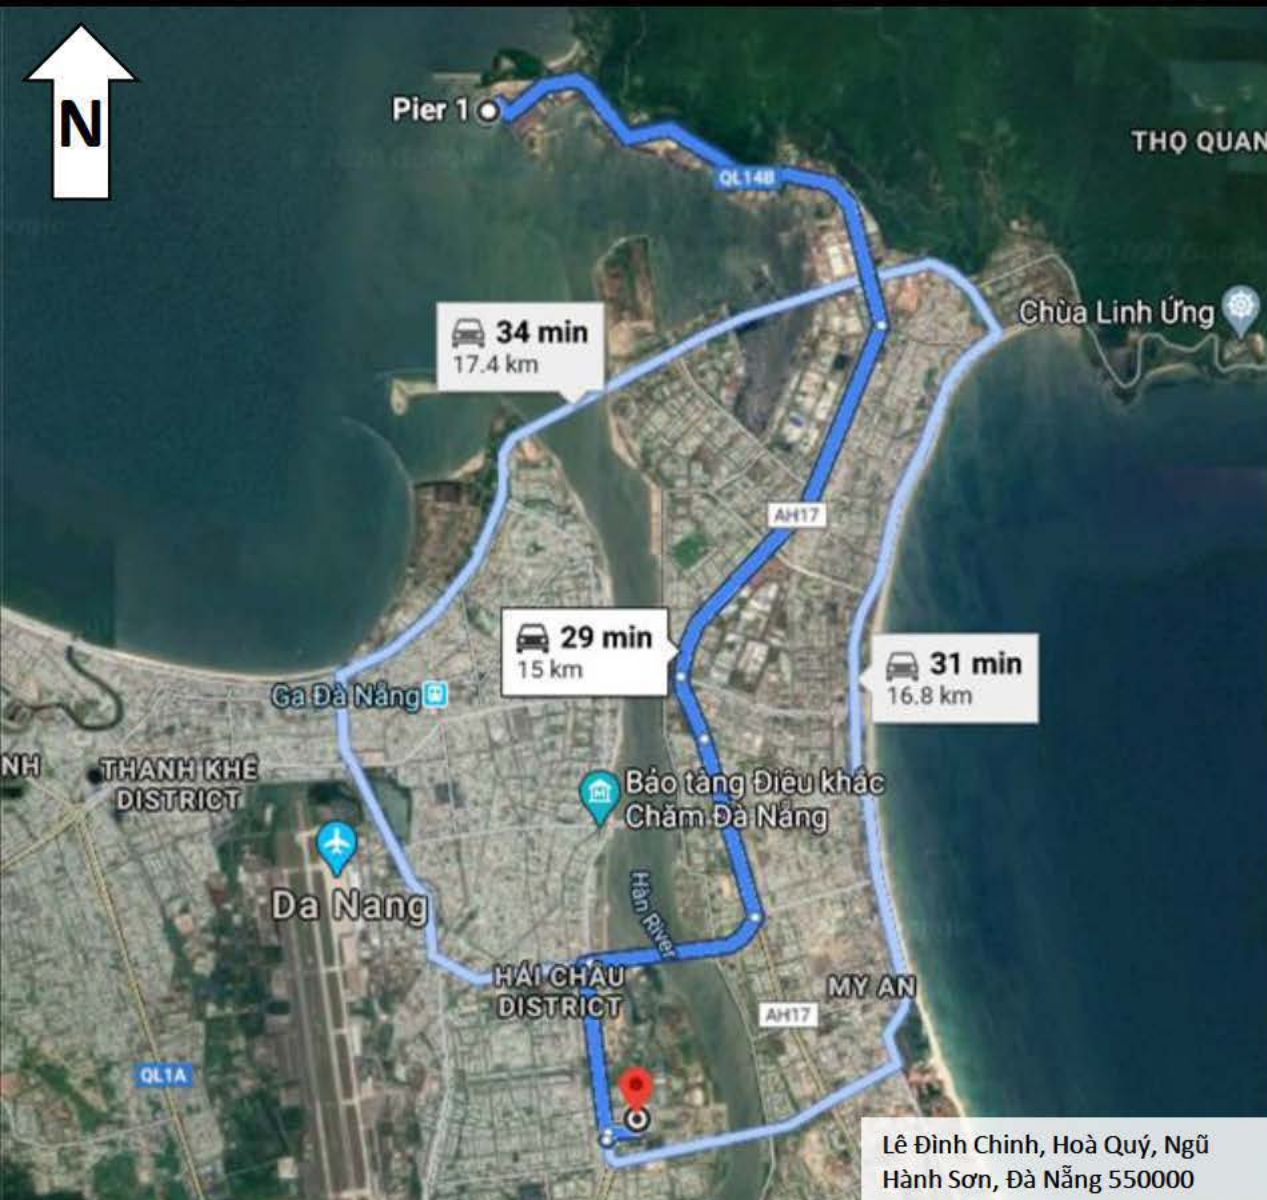 N
Pier 1
THỌ QUAN
QL14B
34 min
17.4 km
Chùa Linh Ứng
AH17
29 min
15 km
31 min
16.8 km
Ga Đà Nẵng
NH
THANH KHÊ
DISTRICT
Bảo tàng Điêu khắc
Chăm Đà Nẵng
Da Nang
Hàn River
HẢI CHÂU
DISTRICT
MY AN
AH17
QL1A
Lê Đình Chinh, Hoà Quý, Ngũ
Hành Sơn, Đà Nẵng 550000